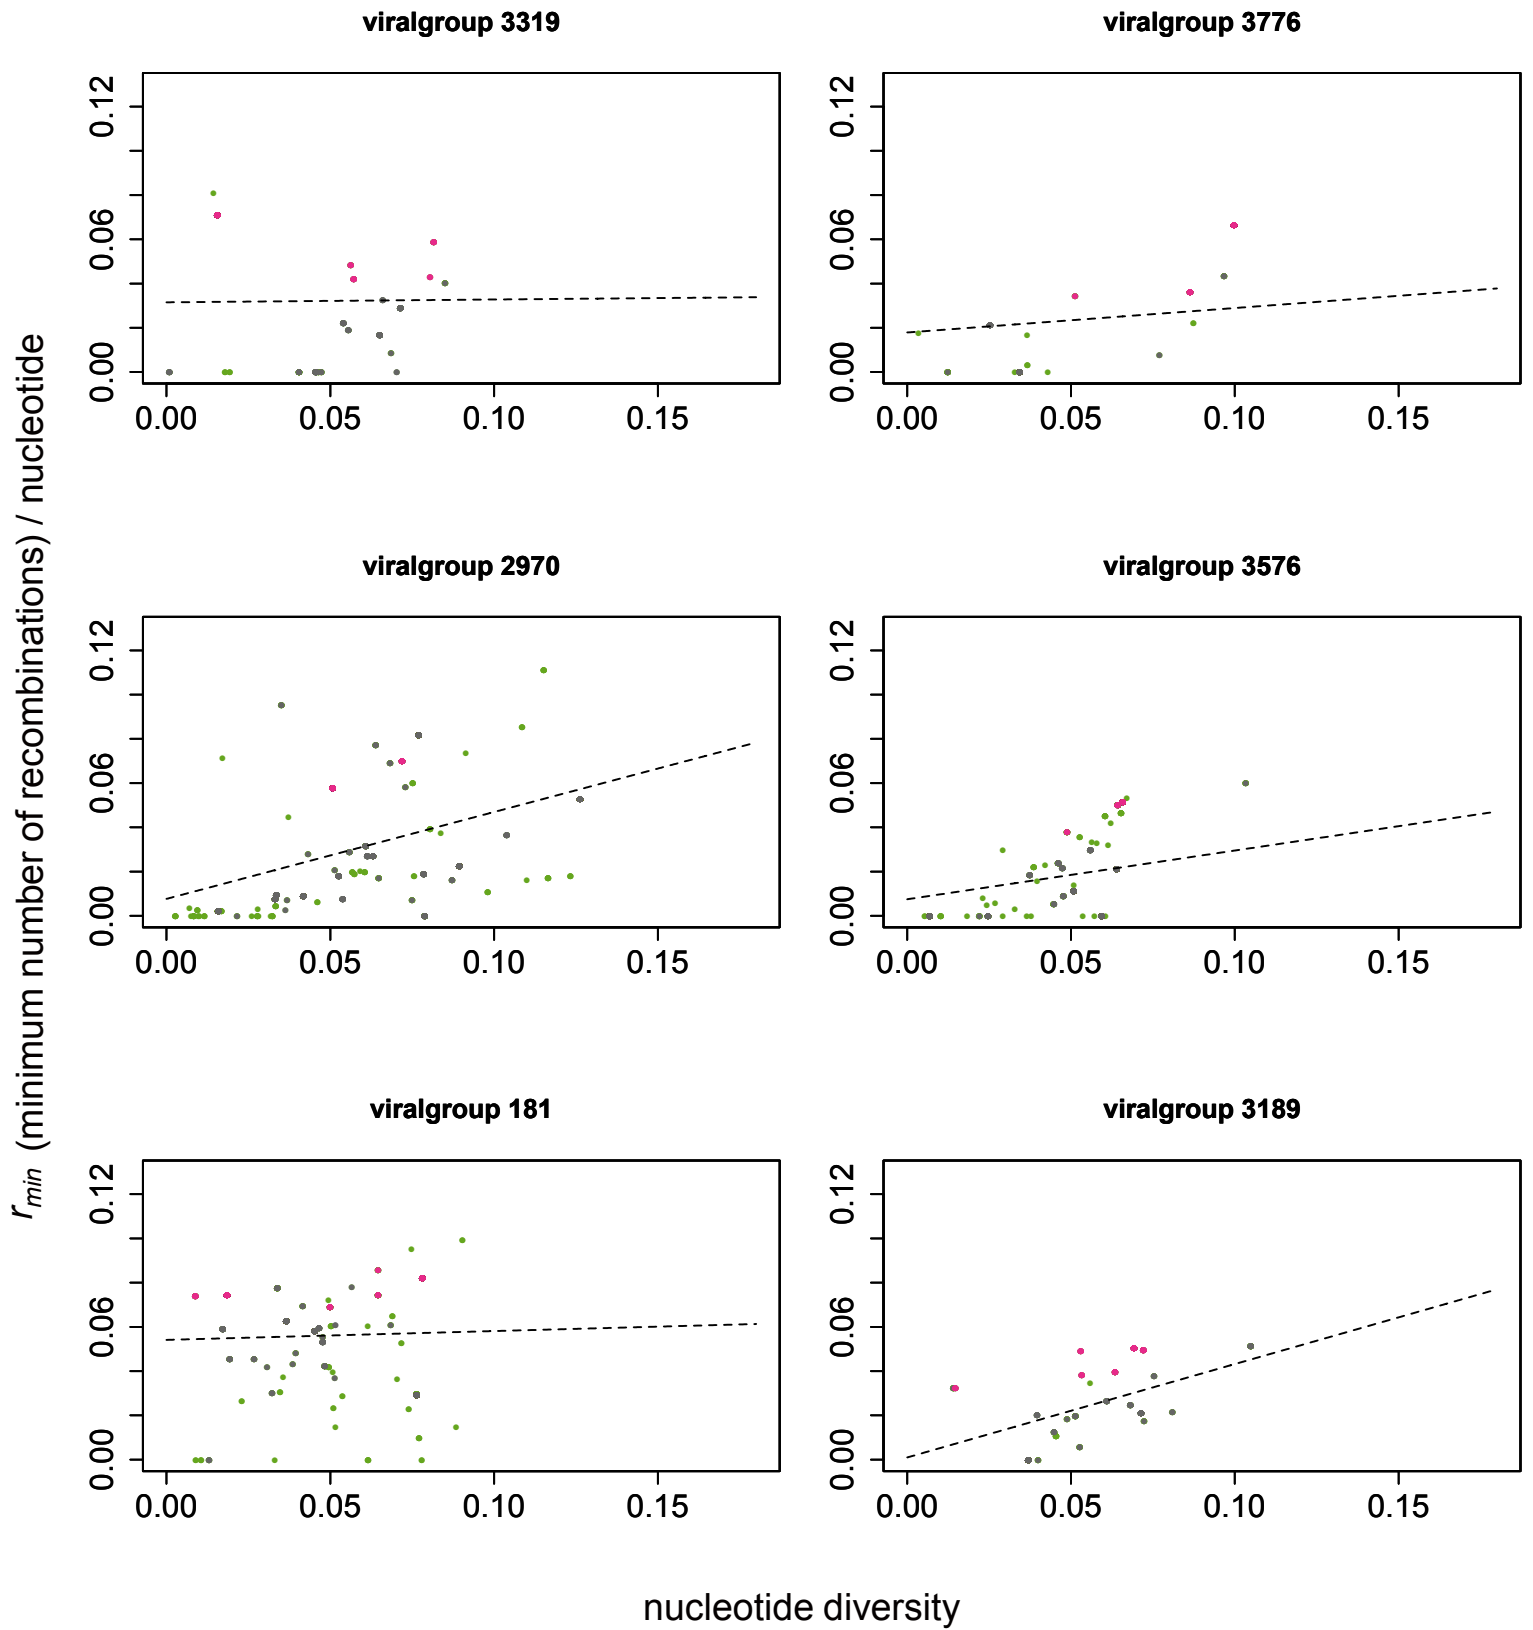 viralgroup 3319
viralgroup 3776
0.00 0.06 0.12
0.00 0.05 0.10 0.15
0.00 0.06 0.12
0.00 0.05 0.10 0.15
viralgroup 2970
viralgroup 3576
0.00 0.06 0.12
0.00 0.05 0.10 0.15
0.00 0.06 0.12
0.00 0.05 0.10 0.15
viralgroup 181
viralgroup 3189
0.00 0.06 0.12
0.00 0.05 0.10 0.15
0.00 0.06 0.12
0.00 0.05 0.10 0.15
rmin (minimum number of recombinations) / nucleotide
nucleotide diversity